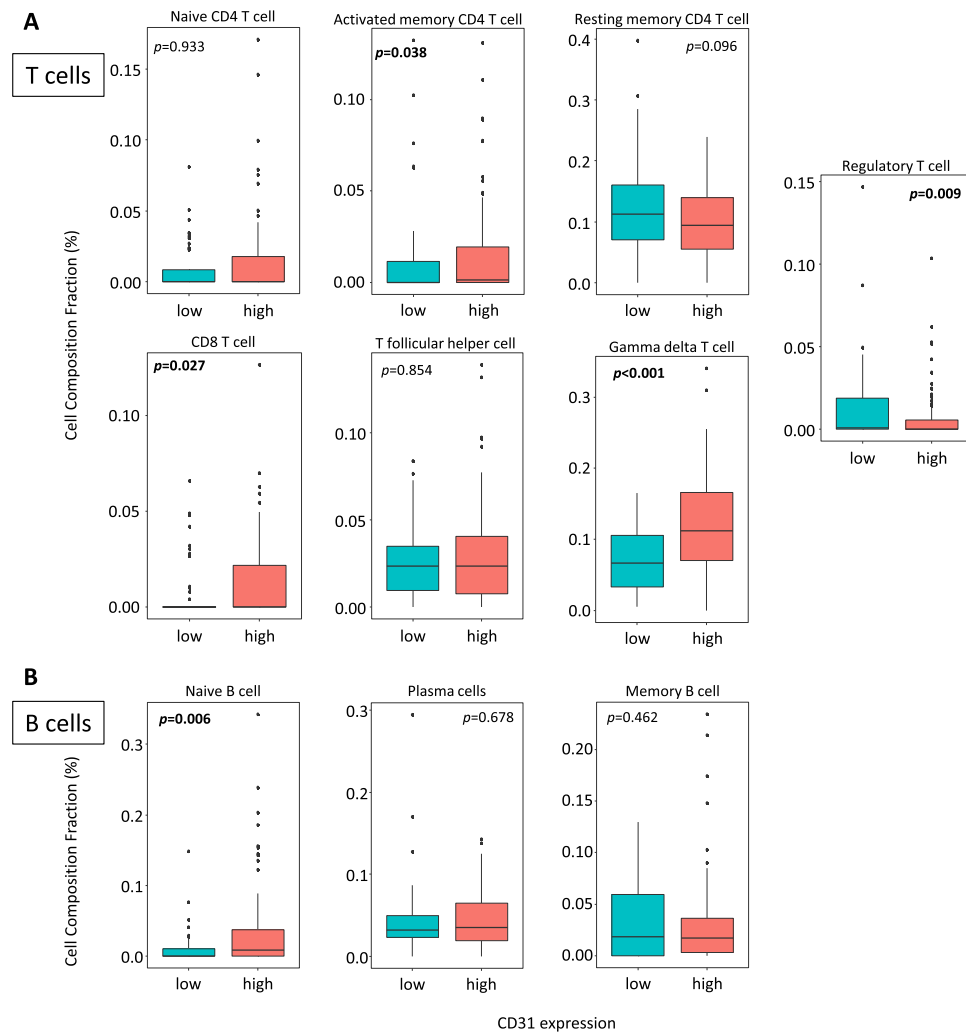 A
T cells
Cell Composition Fraction (%)
Naive CD4 T cell
p=0.933
0.15
0.10
0.05
0.00
low high
Activated memory CD4 T cell
p=0.038
0.10
0.05
0.00
low high
Resting memory CD4 T cell
p=0.096
0.4
0.3
0.2
0.1
0.0
low high
Regulatory T cell
p=0.009
0.15
0.10
0.05
0.00
low high
CD8 T cell
p=0.027
0.10
0.05
0.00
low high
T follicular helper cell
p=0.854
0.10
0.05
0.00
low high
Gamma delta T cell
p<0.001
0.3
0.2
0.1
0.0
low high
B
B cells
Cell Composition Fraction (%)
Naive B cell
p=0.006
0.3
0.2
0.1
0.0
low high
Plasma cells
p=0.678
0.3
0.2
0.1
0.0
low high
Memory B cell
p=0.462
0.20
0.15
0.10
0.05
0.00
low high
CD31 expression